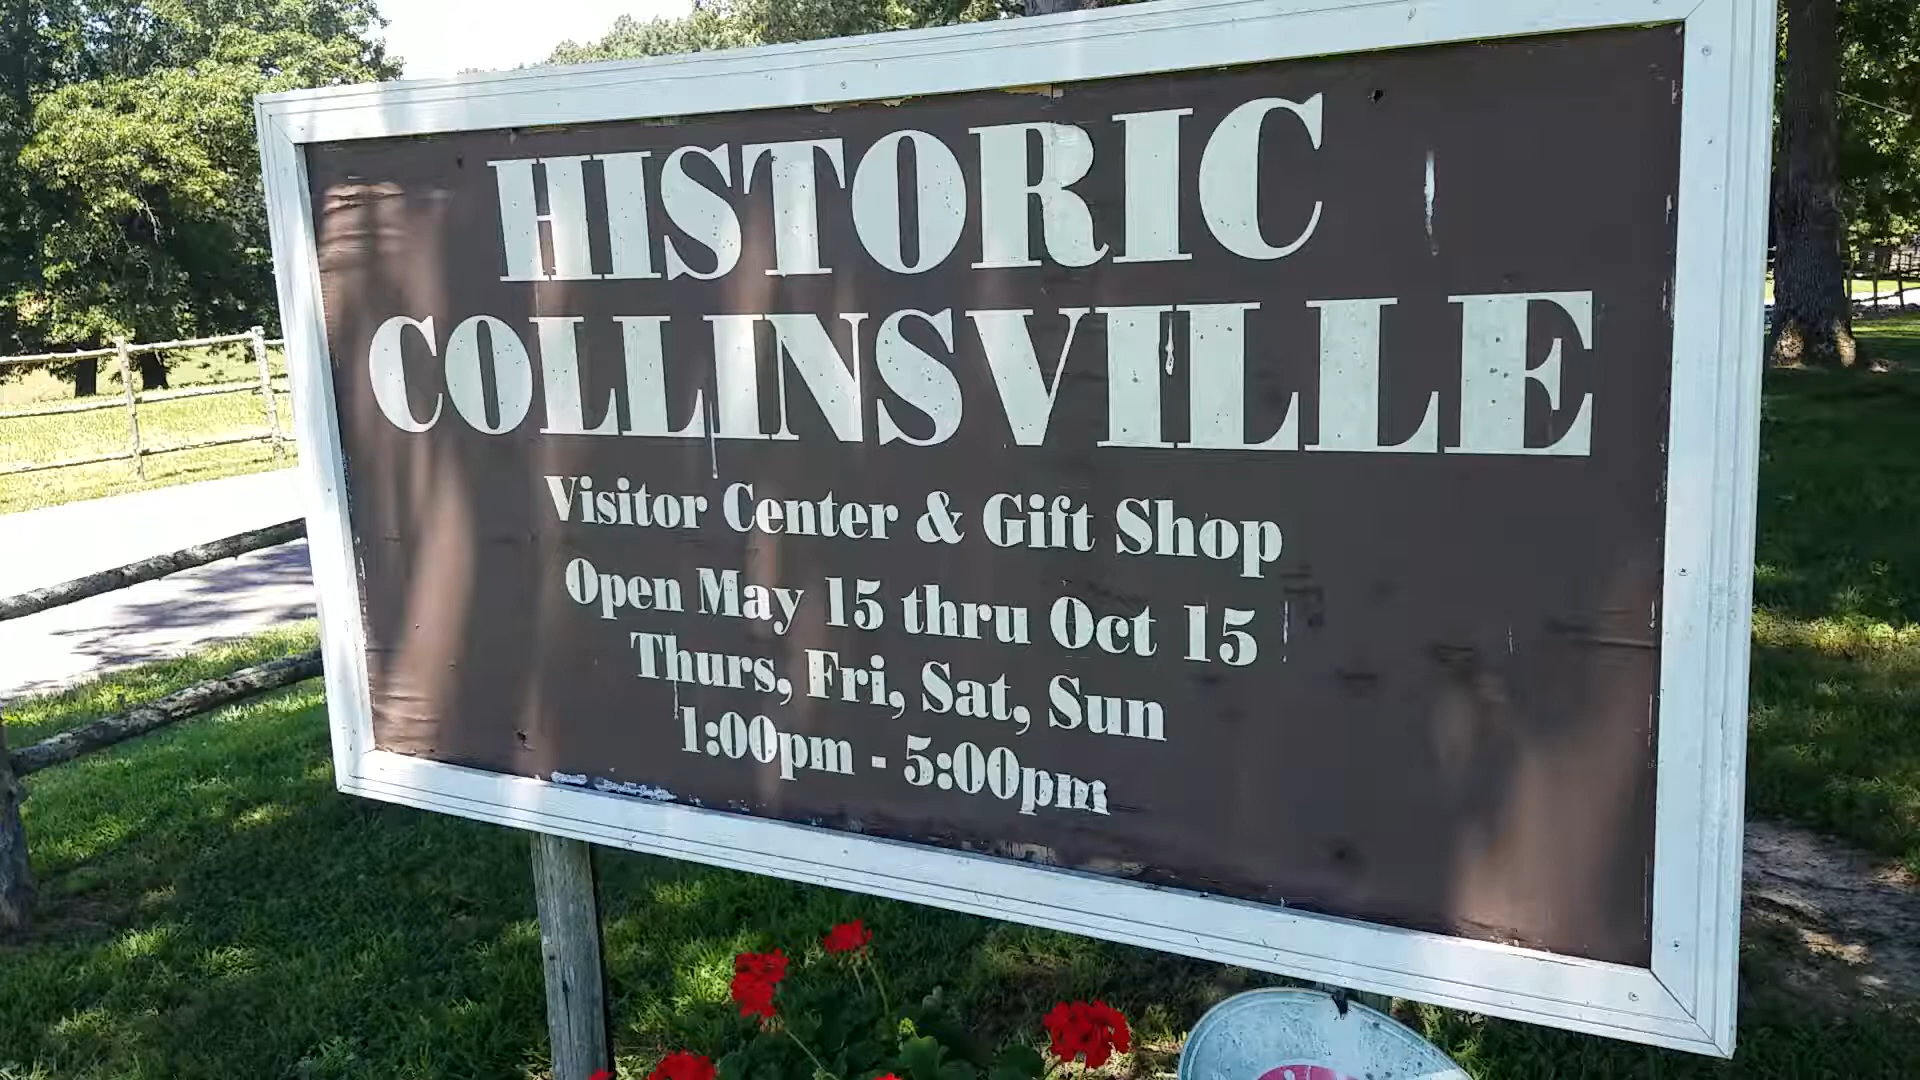 HISTORIC
COLLINSVILLE
Visitor Center & Gift Shop
Open May 15 thru Oct 15
Thurs, Fri, Sat, Sun
1:00pm - 5:00pm